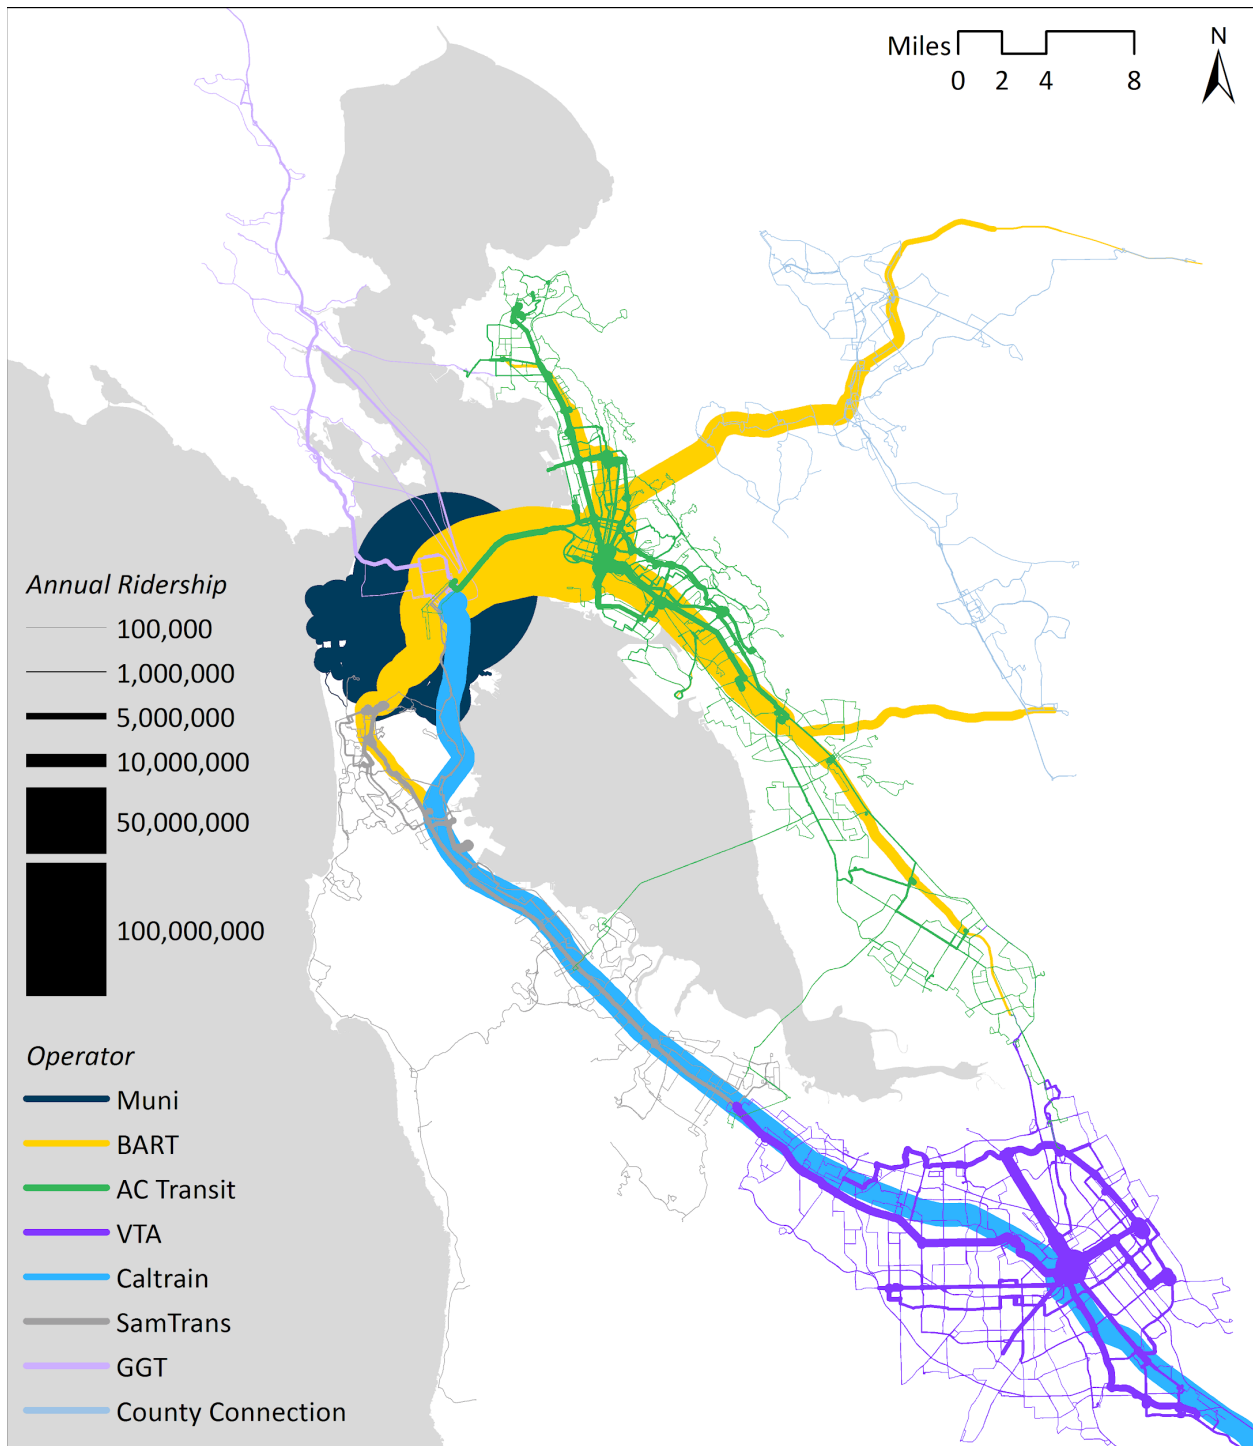 N
Miles
0 2 4 8
Annual Ridership
100,000
1,000,000
5,000,000
10,000,000
50,000,000
100,000,000
Operator
Muni
BART
AC Transit
VTA
Caltrain
SamTrans
GGT
County Connection